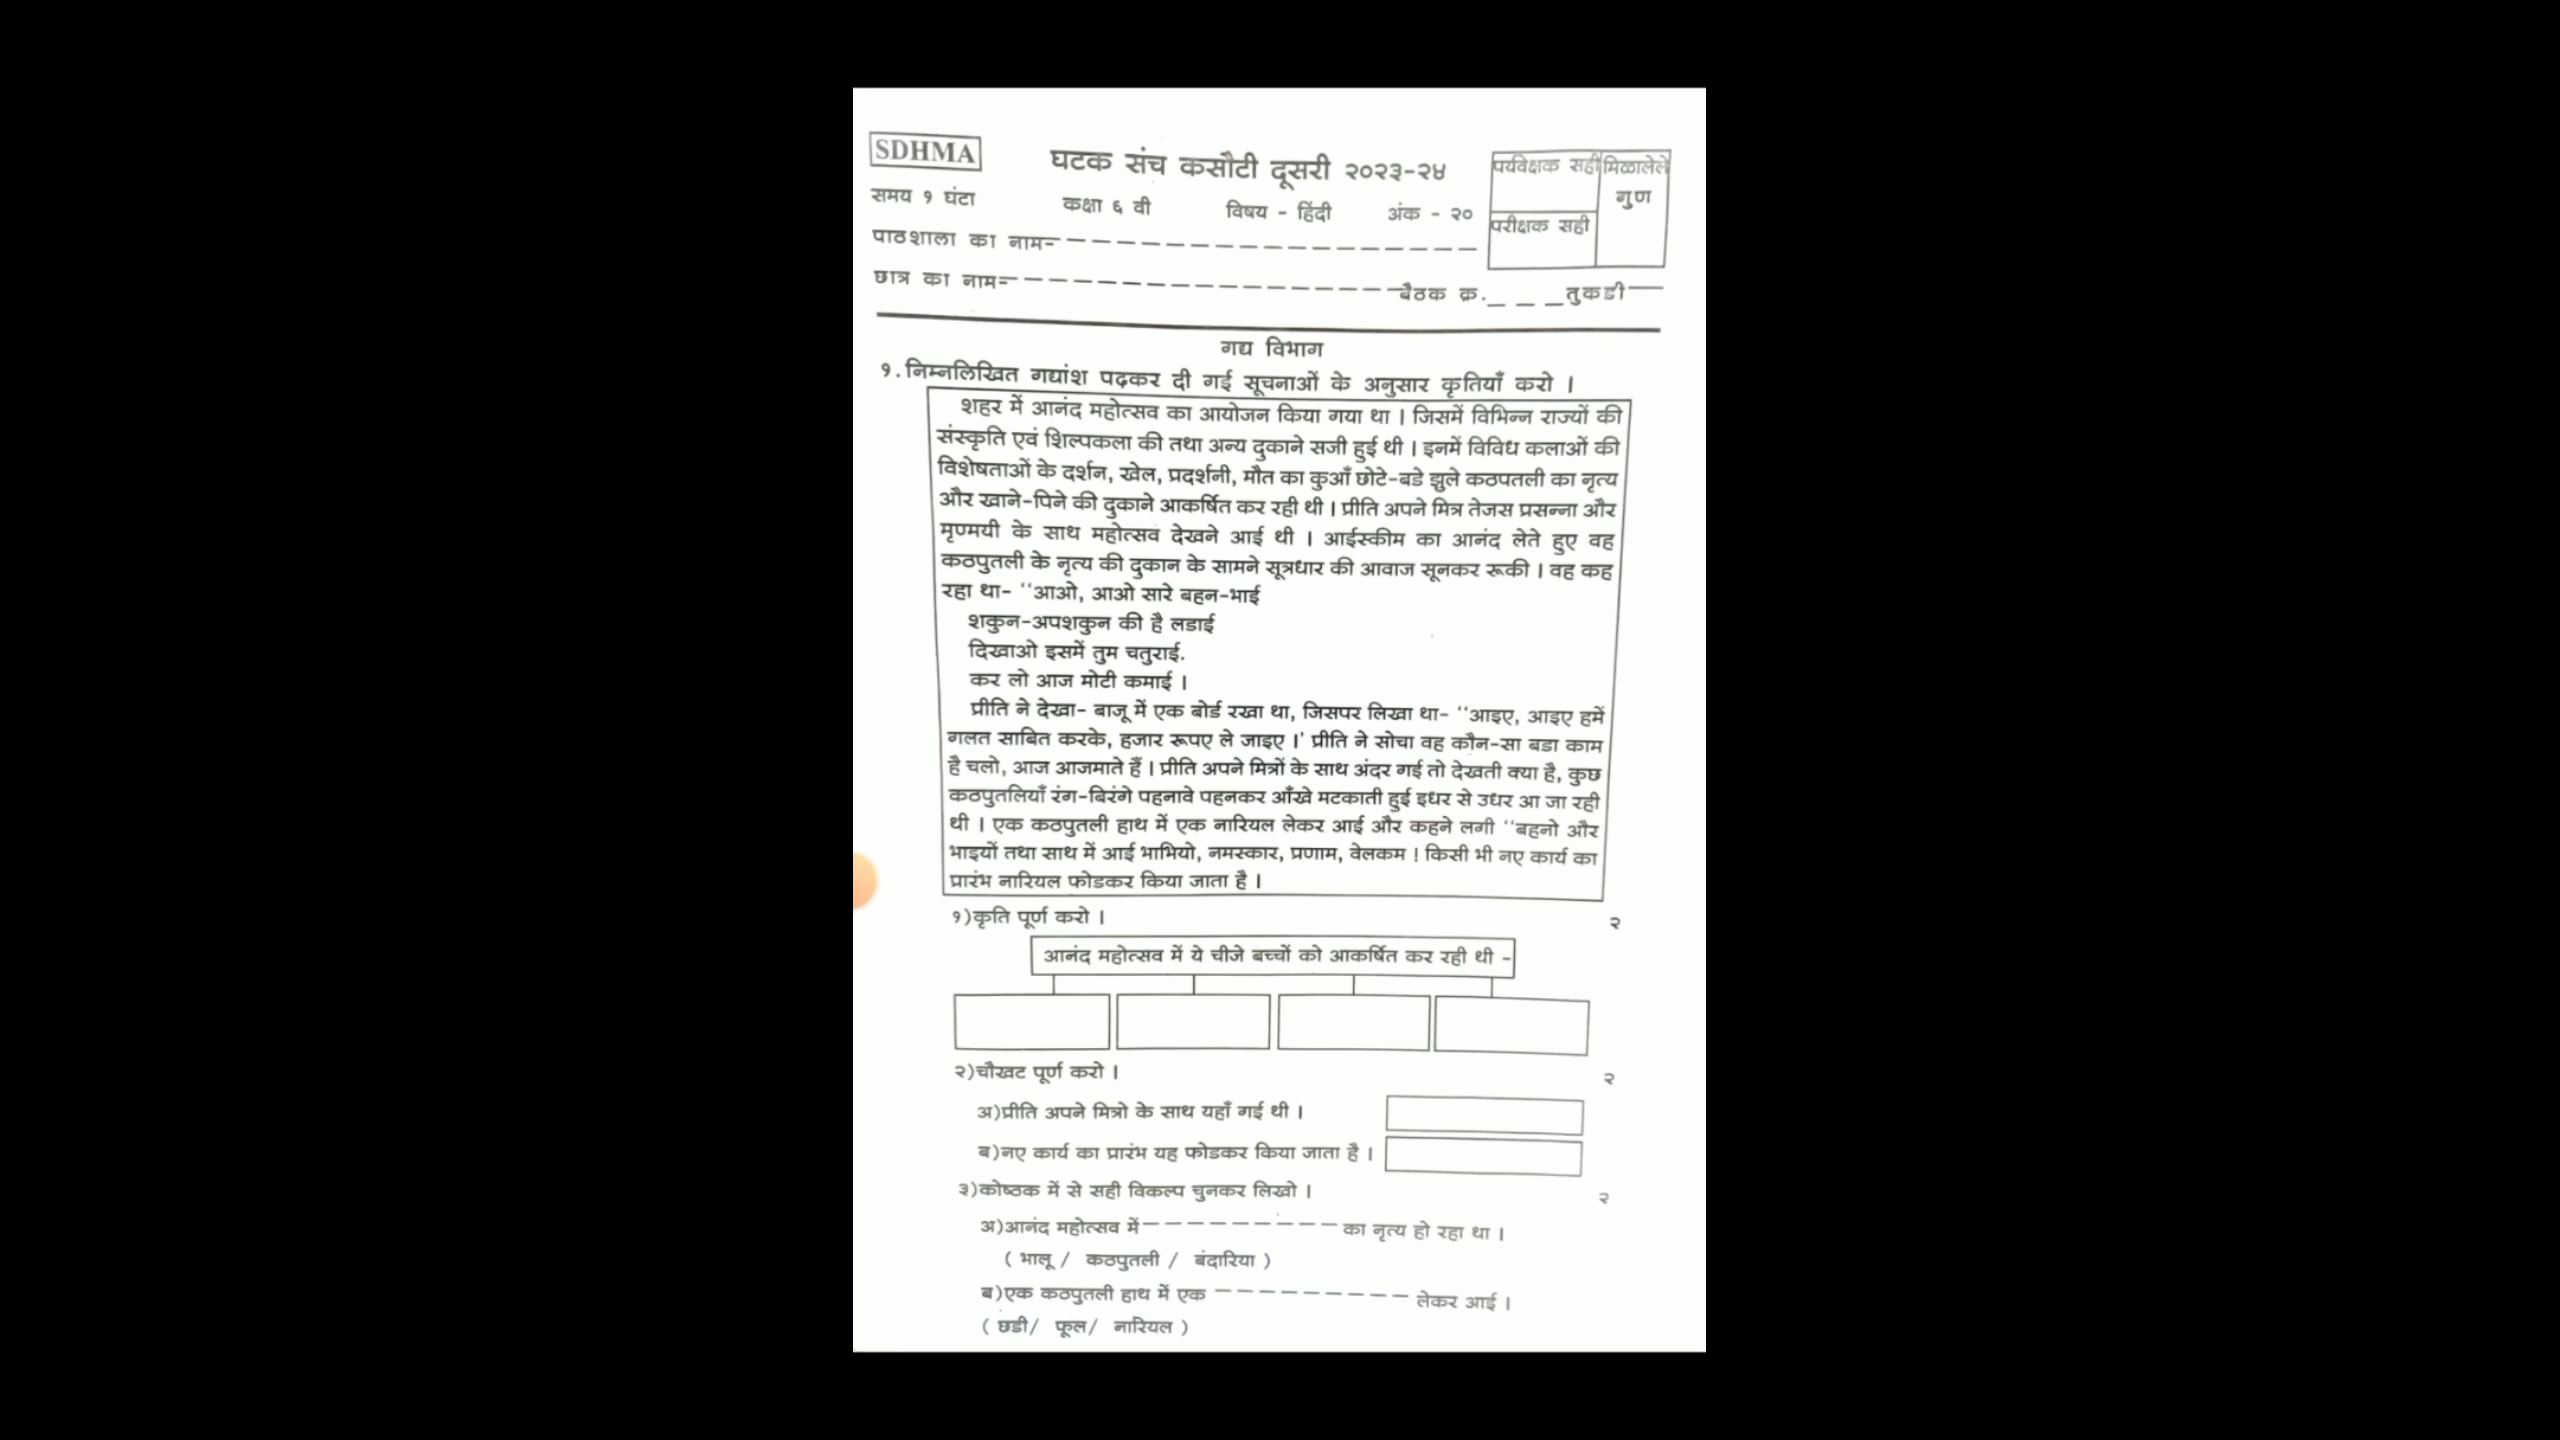 SDHMA
घटक संच कसौटी दूसरी २०२३-२४
पर्यवेक्षक सही
मिळालेले
गुण
समय १ घंटा
कक्षा ६ वी
विषय - हिंदी
अंक - २०
परीक्षक सही
पाठशाला का नाम-
छात्र का नाम-
बैठक क्र.
तुकडी
गद्य विभाग
१.निम्नलिखित गद्यांश पढ़कर दी गई सूचनाओं के अनुसार कृतियाँ करो ।
शहर में आनंद महोत्सव का आयोजन किया गया था । जिसमें विभिन्न राज्यों की
संस्कृति एवं शिल्पकला की तथा अन्य दुकाने सजी हुई थी । इनमें विविध कलाओं की
विशेषताओं के दर्शन, खेल, प्रदर्शनी, मौत का कुआँ छोटे-बडे झुले कठपतली का नृत्य
और खाने-पिने की दुकाने आकर्षित कर रही थी । प्रीति अपने मित्र तेजस प्रसन्ना और
मृण्मयी के साथ महोत्सव देखने आई थी । आईस्कीम का आनंद लेते हुए वह
कठपुतली के नृत्य की दुकान के सामने सूत्रधार की आवाज सूनकर रूकी । वह कह
रहा था- ‘‘आओ, आओ सारे बहन-भाई
शकुन-अपशकुन की है लडाई
दिखाओ इसमें तुम चतुराई.
कर लो आज मोटी कमाई ।
प्रीति ने देखा- बाजू में एक बोर्ड रखा था, जिसपर लिखा था- ‘‘आइए, आइए हमें
गलत साबित करके, हजार रूपए ले जाइए ।' प्रीति ने सोचा वह कौन-सा बडा काम
है चलो, आज आजमाते हैं । प्रीति अपने मित्रों के साथ अंदर गई तो देखती क्या है, कुछ
कठपुतलियाँ रंग-बिरंगे पहनावे पहनकर आँखे मटकाती हुई इधर से उधर आ जा रही
थी । एक कठपुतली हाथ में एक नारियल लेकर आई और कहने लगी ‘‘बहनो और
भाइयों तथा साथ में आई भाभियो, नमस्कार, प्रणाम, वेलकम ! किसी भी नए कार्य का
प्रारंभ नारियल फोडकर किया जाता है ।
१)कृति पूर्ण करो । २
आनंद महोत्सव में ये चीजे बच्चों को आकर्षित कर रही थी -
२)चौखट पूर्ण करो । २
अ)प्रीति अपने मित्रो के साथ यहाँ गई थी ।
ब)नए कार्य का प्रारंभ यह फोडकर किया जाता है ।
३)कोष्ठक में से सही विकल्प चुनकर लिखो । २
अ)आनंद महोत्सव में---------का नृत्य हो रहा था ।
( भालू / कठपुतली / बंदारिया )
ब)एक कठपुतली हाथ में एक --------- लेकर आई ।
( छडी/ फूल/ नारियल )